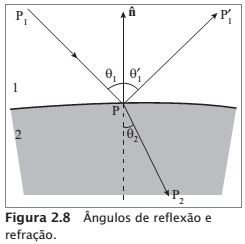 P₁ n̂ P₁′
θ₁ θ₁′
1
P
2 θ₂
P₂
Figura 2.8 Ângulos de reflexão e
refração.